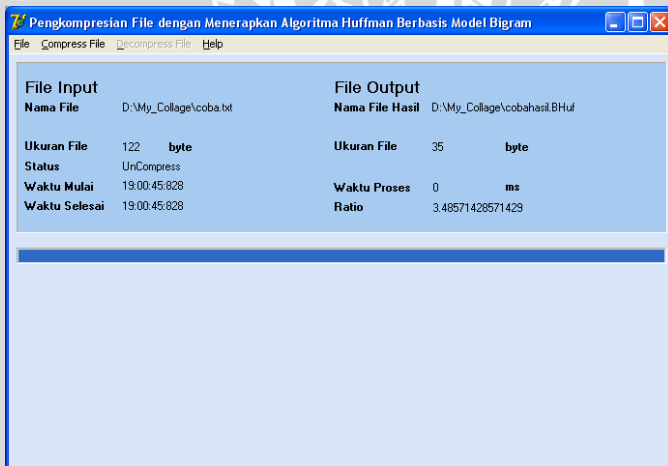 Pengkompresian File dengan Menerapkan Algoritma Huffman Berbasis Model Bigram
File Compress File Decompress File Help
File Input File Output
Nama File D:\My_Collage\coba.txt Nama File Hasil D:\My_Collage\cobahasil.BHuf
Ukuran File 122 byte Ukuran File 35 byte
Status UnCompress
Waktu Mulai 19:00:45:828 Waktu Proses 0 ms
Waktu Selesai 19:00:45:828 Ratio 3.48571428571429